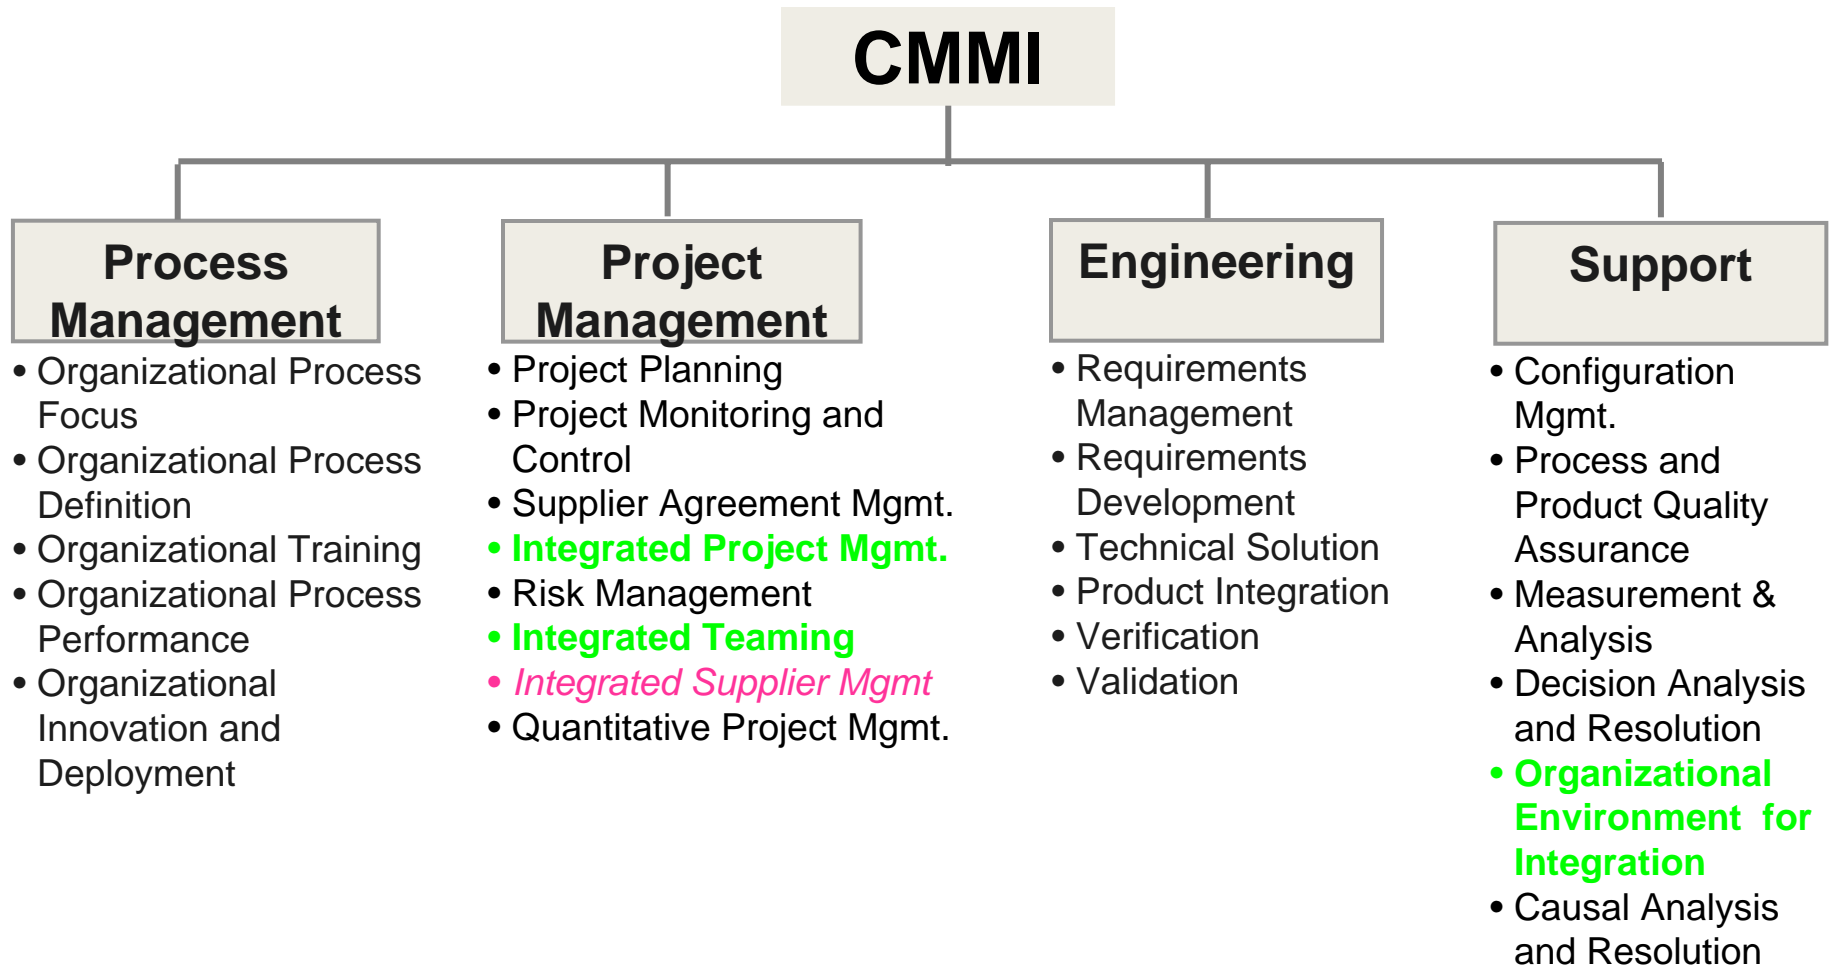 CMMI
Process
Management
• Organizational Process
Focus
• Organizational Process
Definition
• Organizational Training
• Organizational Process
Performance
• Organizational
Innovation and
Deployment
Project
Management
• Project Planning
• Project Monitoring and
Control
• Supplier Agreement Mgmt.
• Integrated Project Mgmt.
• Risk Management
• Integrated Teaming
• Integrated Supplier Mgmt
• Quantitative Project Mgmt.
Engineering
• Requirements
Management
• Requirements
Development
• Technical Solution
• Product Integration
• Verification
• Validation
Support
• Configuration
Mgmt.
• Process and
Product Quality
Assurance
• Measurement &
Analysis
• Decision Analysis
and Resolution
• Organizational
Environment for
Integration
• Causal Analysis
and Resolution